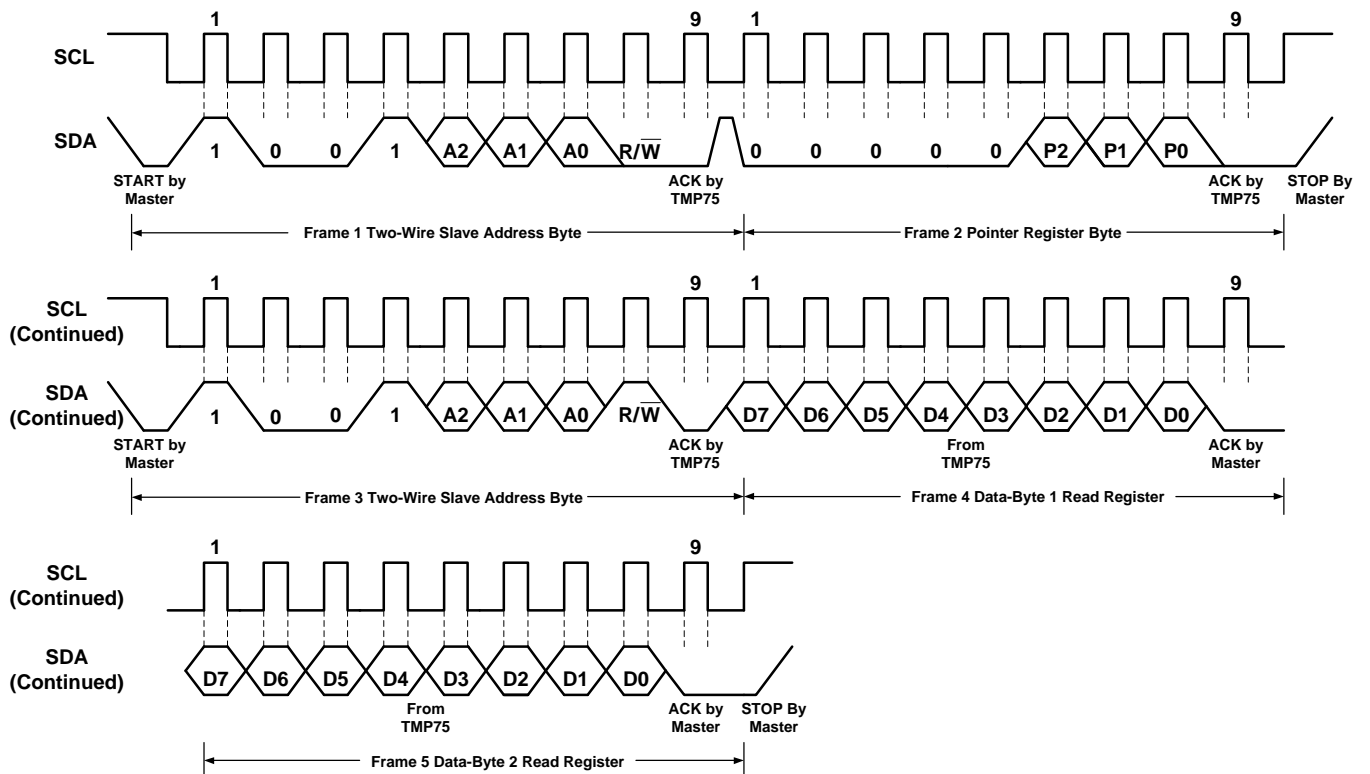 1 9 1 9
SCL
SDA
1 0 0 1 A2 A1 A0 R/W̅ 0 0 0 0 0 P2 P1 P0
START by Master
ACK by TMP75
ACK by TMP75
STOP By Master
Frame 1 Two-Wire Slave Address Byte
Frame 2 Pointer Register Byte
1 9 1 9
SCL
(Continued)
SDA
(Continued)
1 0 0 1 A2 A1 A0 R/W̅ D7 D6 D5 D4 D3 D2 D1 D0
START by
Master
ACK by
TMP75
From
TMP75
ACK by
Master
Frame 3 Two-Wire Slave Address Byte
Frame 4 Data-Byte 1 Read Register
1 9
SCL
(Continued)
SDA
(Continued)
D7 D6 D5 D4 D3 D2 D1 D0
From
TMP75
ACK by
Master
STOP By
Master
Frame 5 Data-Byte 2 Read Register